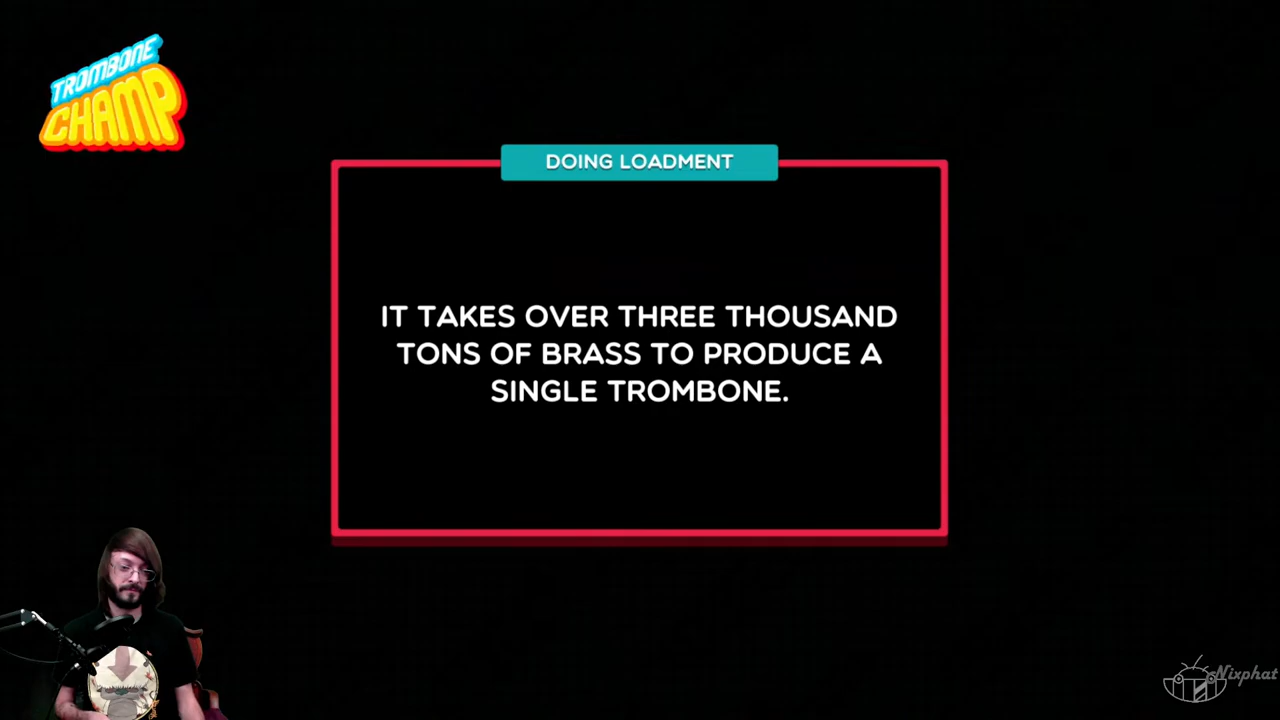 TROMBONE
CHAMP
DOING LOADMENT
IT TAKES OVER THREE THOUSAND
TONS OF BRASS TO PRODUCE A
SINGLE TROMBONE.
Nixphat